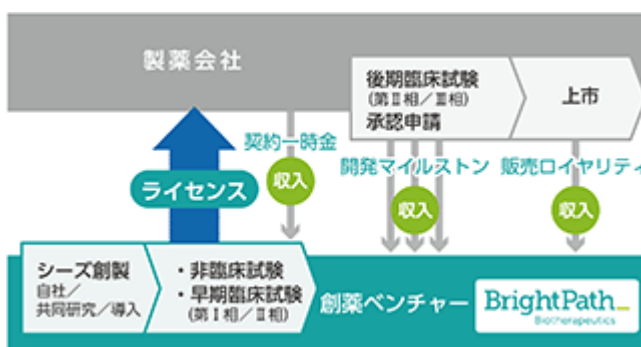 製薬会社
後期臨床試験
(第Ⅱ相/Ⅲ相)
承認申請
上市
契約一時金
開発マイルストン
販売ロイヤリティ
ライセンス
収入
収入
収入
シーズ創製
自社/
共同研究/導入
・非臨床試験
・早期臨床試験
(第Ⅰ相/Ⅱ相)
創薬ベンチャー
BrightPath_
Biotherapeutics